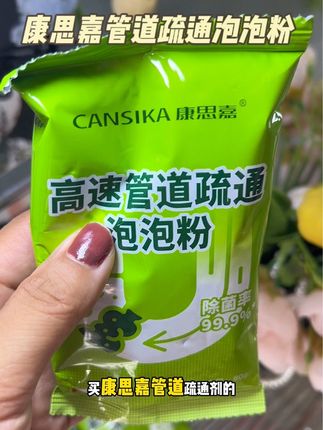 康思嘉管道疏通泡泡粉
CANSIKA 康思嘉®
高速管道疏通
泡泡粉
除菌率
99.9%
买康思嘉管道疏通剂的